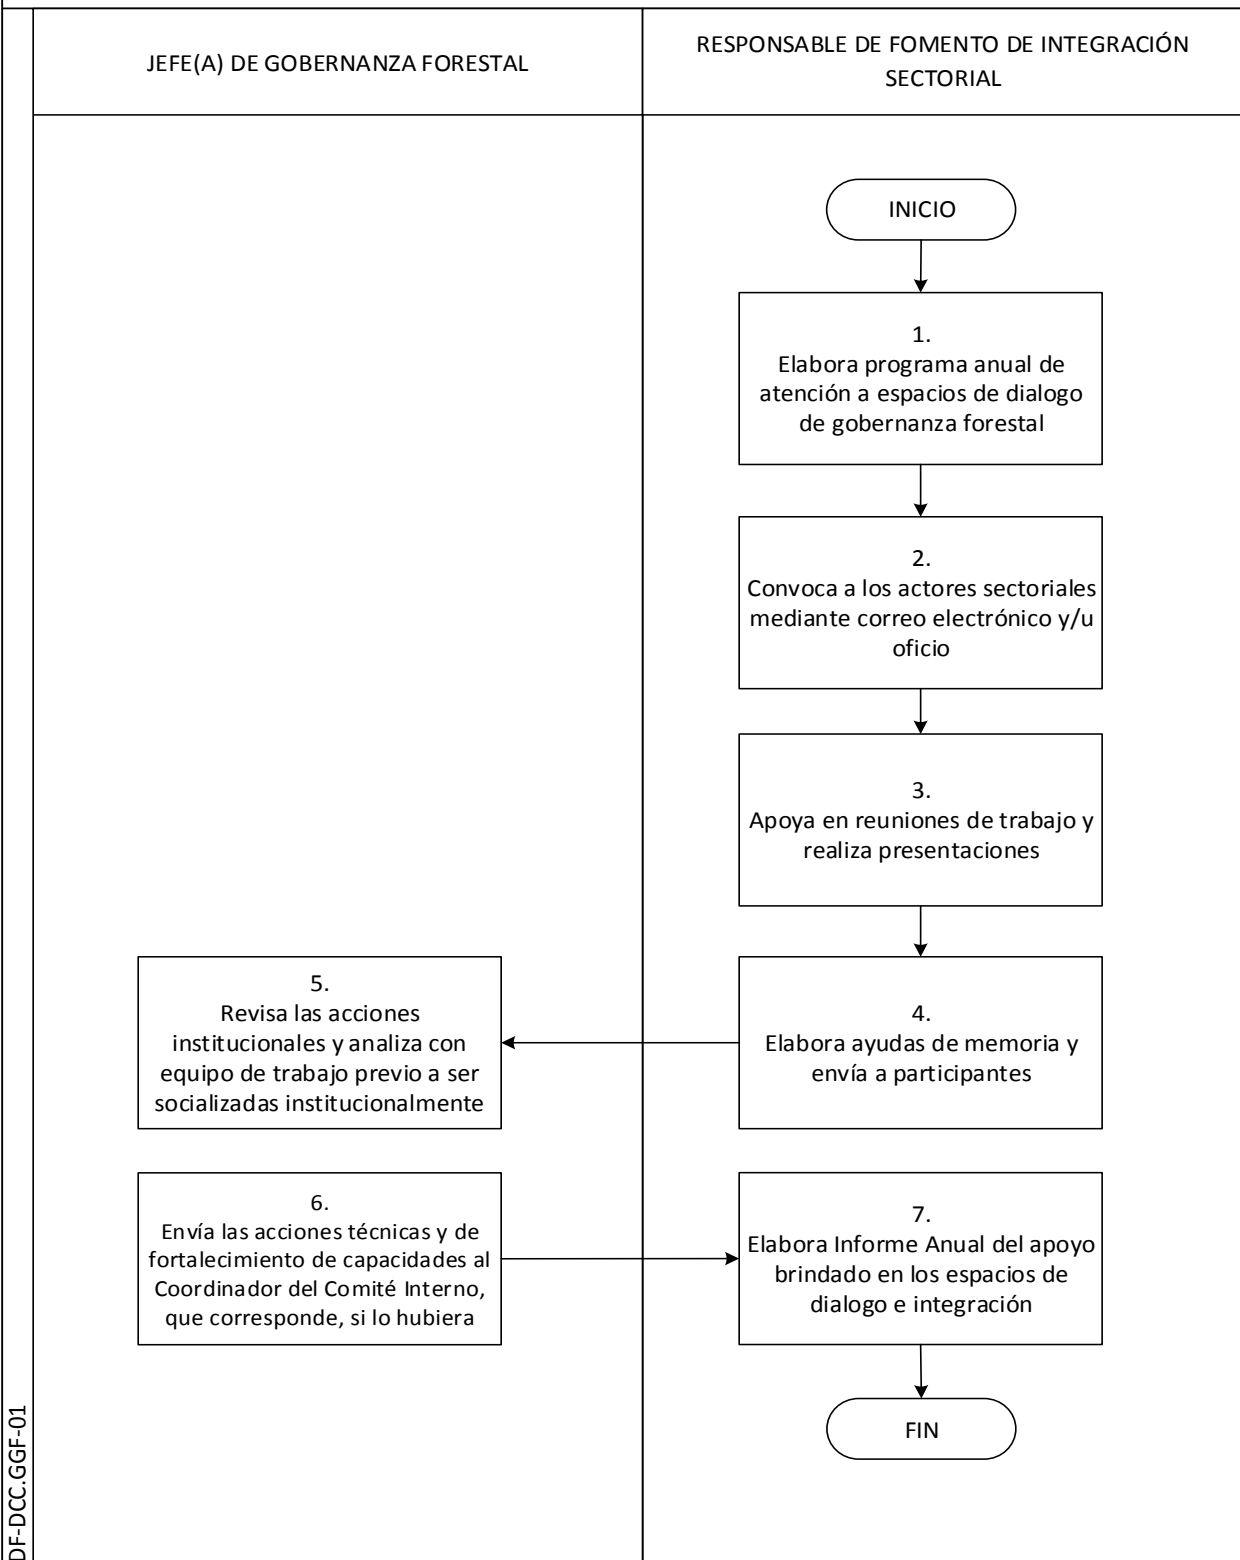 JEFE(A) DE GOBERNANZA FORESTAL
RESPONSABLE DE FOMENTO DE INTEGRACIÓN
SECTORIAL
INICIO
1.
Elabora programa anual de
atención a espacios de dialogo
de gobernanza forestal
2.
Convoca a los actores sectoriales
mediante correo electrónico y/u
oficio
3.
Apoya en reuniones de trabajo y
realiza presentaciones
4.
Elabora ayudas de memoria y
envía a participantes
5.
Revisa las acciones
institucionales y analiza con
equipo de trabajo previo a ser
socializadas institucionalmente
6.
Envía las acciones técnicas y de
fortalecimiento de capacidades al
Coordinador del Comité Interno,
que corresponde, si lo hubiera
7.
Elabora Informe Anual del apoyo
brindado en los espacios de
dialogo e integración
FIN
DF-DCC.GGF-01